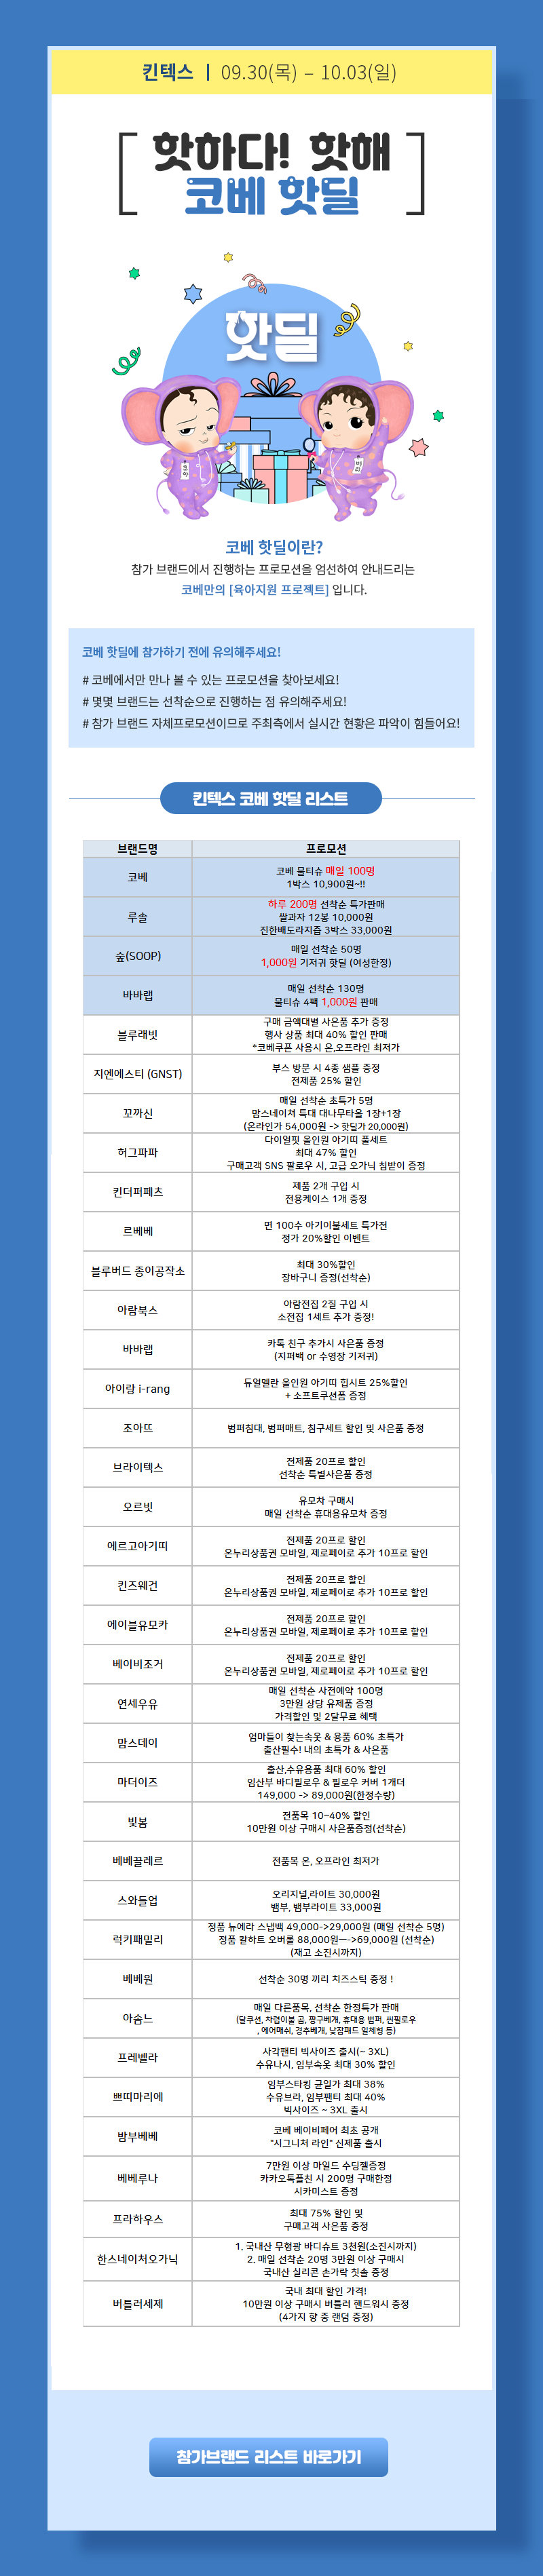 킨텍스 | 09.30(목) – 10.03(일)
핫하다! 핫해
코베 핫딜
핫딜
코베 핫딜이란?
참가 브랜드에서 진행하는 프로모션을 엄선하여 안내드리는
코베만의 [육아지원 프로젝트] 입니다.
코베 핫딜에 참가하기 전에 유의해주세요!
# 코베에서만 만나 볼 수 있는 프로모션을 찾아보세요!
# 몇몇 브랜드는 선착순으로 진행하는 점 유의해주세요!
# 참가 브랜드 자체프로모션이므로 주최측에서 실시간 현황은 파악이 힘들어요!
킨텍스 코베 핫딜 리스트
브랜드명 프로모션
코베
코베 물티슈 매일 100명
1박스 10,900원~!!
루솔
하루 200명 선착순 특가판매
쌀과자 12봉 10,000원
진한배도라지즙 3박스 33,000원
숲(SOOP)
매일 선착순 50명
1,000원 기저귀 핫딜 (여성한정)
바바랩
매일 선착순 130명
물티슈 4팩 1,000원 판매
블루래빗
구매 금액대별 사은품 추가 증정
행사 상품 최대 40% 할인 판매
*코베쿠폰 사용시 온,오프라인 최저가
지엔에스티 (GNST)
부스 방문 시 4종 샘플 증정
전제품 25% 할인
꼬까신
매일 선착순 초특가 5명
맘스네이쳐 특대 대나무타올 1장+1장
(온라인가 54,000원 -> 핫딜가 20,000원)
허그파파
다이얼핏 올인원 아기띠 풀세트
최대 47% 할인
구매고객 SNS 팔로우 시, 고급 오가닉 침받이 증정
킨더퍼페츠
제품 2개 구입 시
전용케이스 1개 증정
르베베
면 100수 아기이불세트 특가전
정가 20%할인 이벤트
블루버드 종이공작소
최대 30%할인
장바구니 증정(선착순)
아람북스
아람전집 2질 구입 시
소전집 1세트 추가 증정!
바바랩
카톡 친구 추가시 사은품 증정
(지퍼백 or 수영장 기저귀)
아이랑 i-rang
듀얼멜란 올인원 아기띠 힙시트 25%할인
+ 소프트쿠션폼 증정
조아뜨
범퍼침대, 범퍼매트, 침구세트 할인 및 사은품 증정
브라이텍스
전제품 20프로 할인
선착순 특별사은품 증정
오르빗
유모차 구매시
매일 선착순 휴대용유모차 증정
에르고아기띠
전제품 20프로 할인
온누리상품권 모바일, 제로페이로 추가 10프로 할인
킨즈웨건
전제품 20프로 할인
온누리상품권 모바일, 제로페이로 추가 10프로 할인
에이블유모카
전제품 20프로 할인
온누리상품권 모바일, 제로페이로 추가 10프로 할인
베이비조거
전제품 20프로 할인
온누리상품권 모바일, 제로페이로 추가 10프로 할인
연세우유
매일 선착순 사전예약 100명
3만원 상당 유제품 증정
가격할인 및 2달무료 혜택
맘스데이
엄마들이 찾는속옷 & 용품 60% 초특가
출산필수! 내의 초특가 & 사은품
마더이즈
출산,수유용품 최대 60% 할인
임산부 바디필로우 & 필로우 커버 1개더
149,000 -> 89,000원(한정수량)
빛봄
전품목 10~40% 할인
10만원 이상 구매시 사은품증정(선착순)
베베끌레르
전품목 온, 오프라인 최저가
스와들업
오리지널,라이트 30,000원
뱀부, 뱀부라이트 33,000원
럭키패밀리
정품 뉴에라 스냅백 49,000->29,000원 (매일 선착순 5명)
정품 칼하트 오버롤 88,000원—->69,000원 (선착순)
(재고 소진시까지)
베베원
선착순 30명 끼리 치즈스틱 증정 !
아솜느
매일 다른품목, 선착순 한정특가 판매
(달쿠션, 차렵이불 곰, 짱구베개, 휴대용 범퍼, 씬필로우
, 에어매쉬, 경추베개, 낮잠패드 일체형 등)
프레벨라
사각팬티 빅사이즈 출시(~ 3XL)
수유나시, 임부속옷 최대 30% 할인
쁘띠마리에
임부스타킹 균일가 최대 38%
수유브라, 임부팬티 최대 40%
빅사이즈 ~ 3XL 출시
밤부베베
코베 베이비페어 최초 공개
"시그니처 라인" 신제품 출시
베베루나
7만원 이상 마일드 수딩젤증정
카카오톡플친 시 200명 구매한정
시카미스트 증정
프라하우스
최대 75% 할인 및
구매고객 사은품 증정
한스네이처오가닉
1. 국내산 무형광 바디슈트 3천원(소진시까지)
2. 매일 선착순 20명 3만원 이상 구매시
국내산 실리콘 손가락 칫솔 증정
버틀러세제
국내 최대 할인 가격!
10만원 이상 구매시 버틀러 핸드워시 증정
(4가지 향 중 랜덤 증정)
참가브랜드 리스트 바로가기